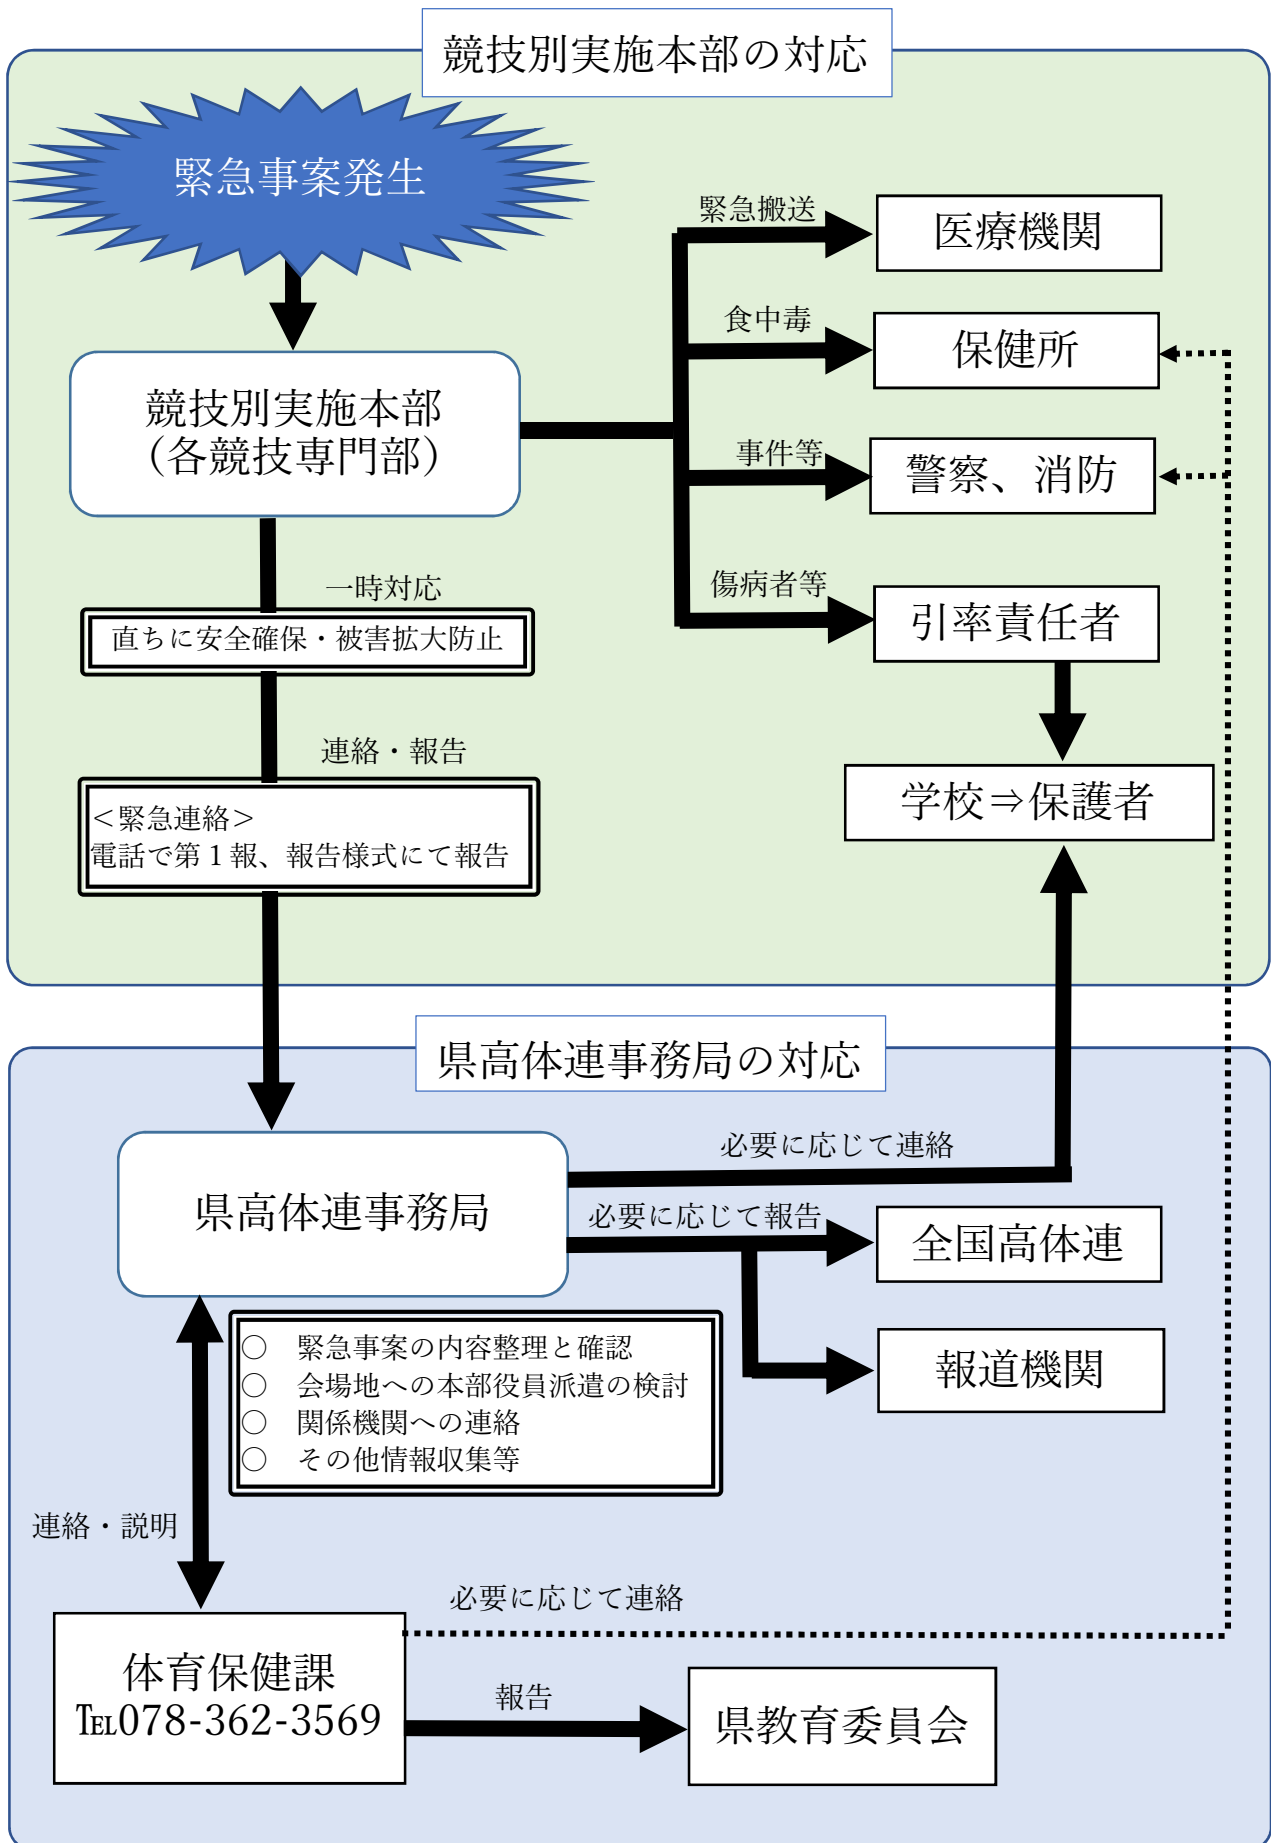 競技別実施本部の対応
緊急事案発生
緊急搬送
医療機関
食中毒
保健所
競技別実施本部
（各競技専門部）
事件等
警察、消防
傷病者等
引率責任者
一時対応
直ちに安全確保・被害拡大防止
連絡・報告
学校⇒保護者
＜緊急連絡＞
電話で第１報、報告様式にて報告
県高体連事務局の対応
必要に応じて連絡
県高体連事務局
必要に応じて報告
全国高体連
報道機関
○　緊急事案の内容整理と確認
○　会場地への本部役員派遣の検討
○　関係機関への連絡
○　その他情報収集等
連絡・説明
必要に応じて連絡
体育保健課
℡078-362-3569
報告
県教育委員会